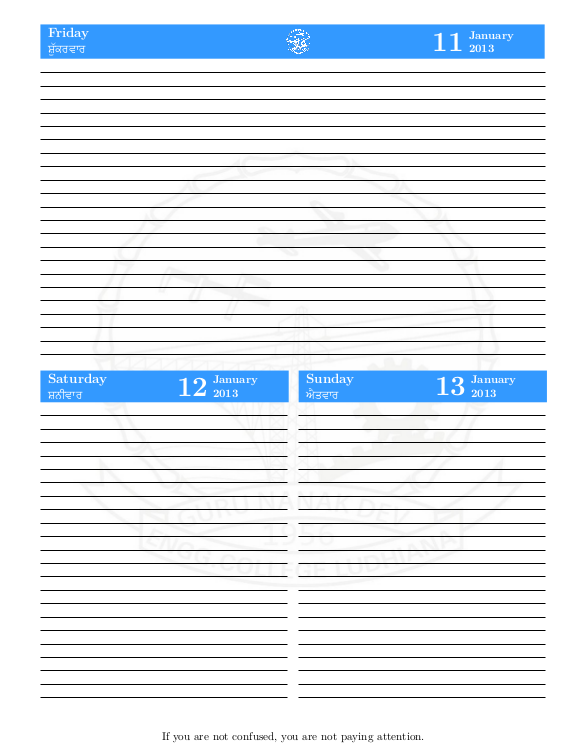 Friday
ਸ਼ੁੱਕਰਵਾਰ
11 January
2013
Saturday
ਸ਼ਨੀਵਾਰ
12 January
2013
Sunday
ਐਤਵਾਰ
13 January
2013
GURU NANAK DEV
1956
ENGG. COLLEGE LUDHIANA
If you are not confused, you are not paying attention.